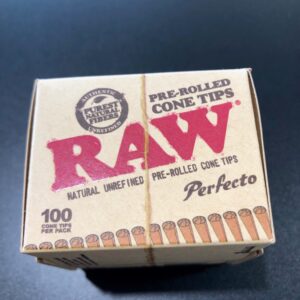 AUTHENTIC
PUREST
NATURAL
FIBERS
UNREFINED
PRE-ROLLED
CONE TIPS
RAW
NATURAL UNREFINED PRE-ROLLED CONE TIPS
Perfecto
100
CONE TIPS
PER PACK